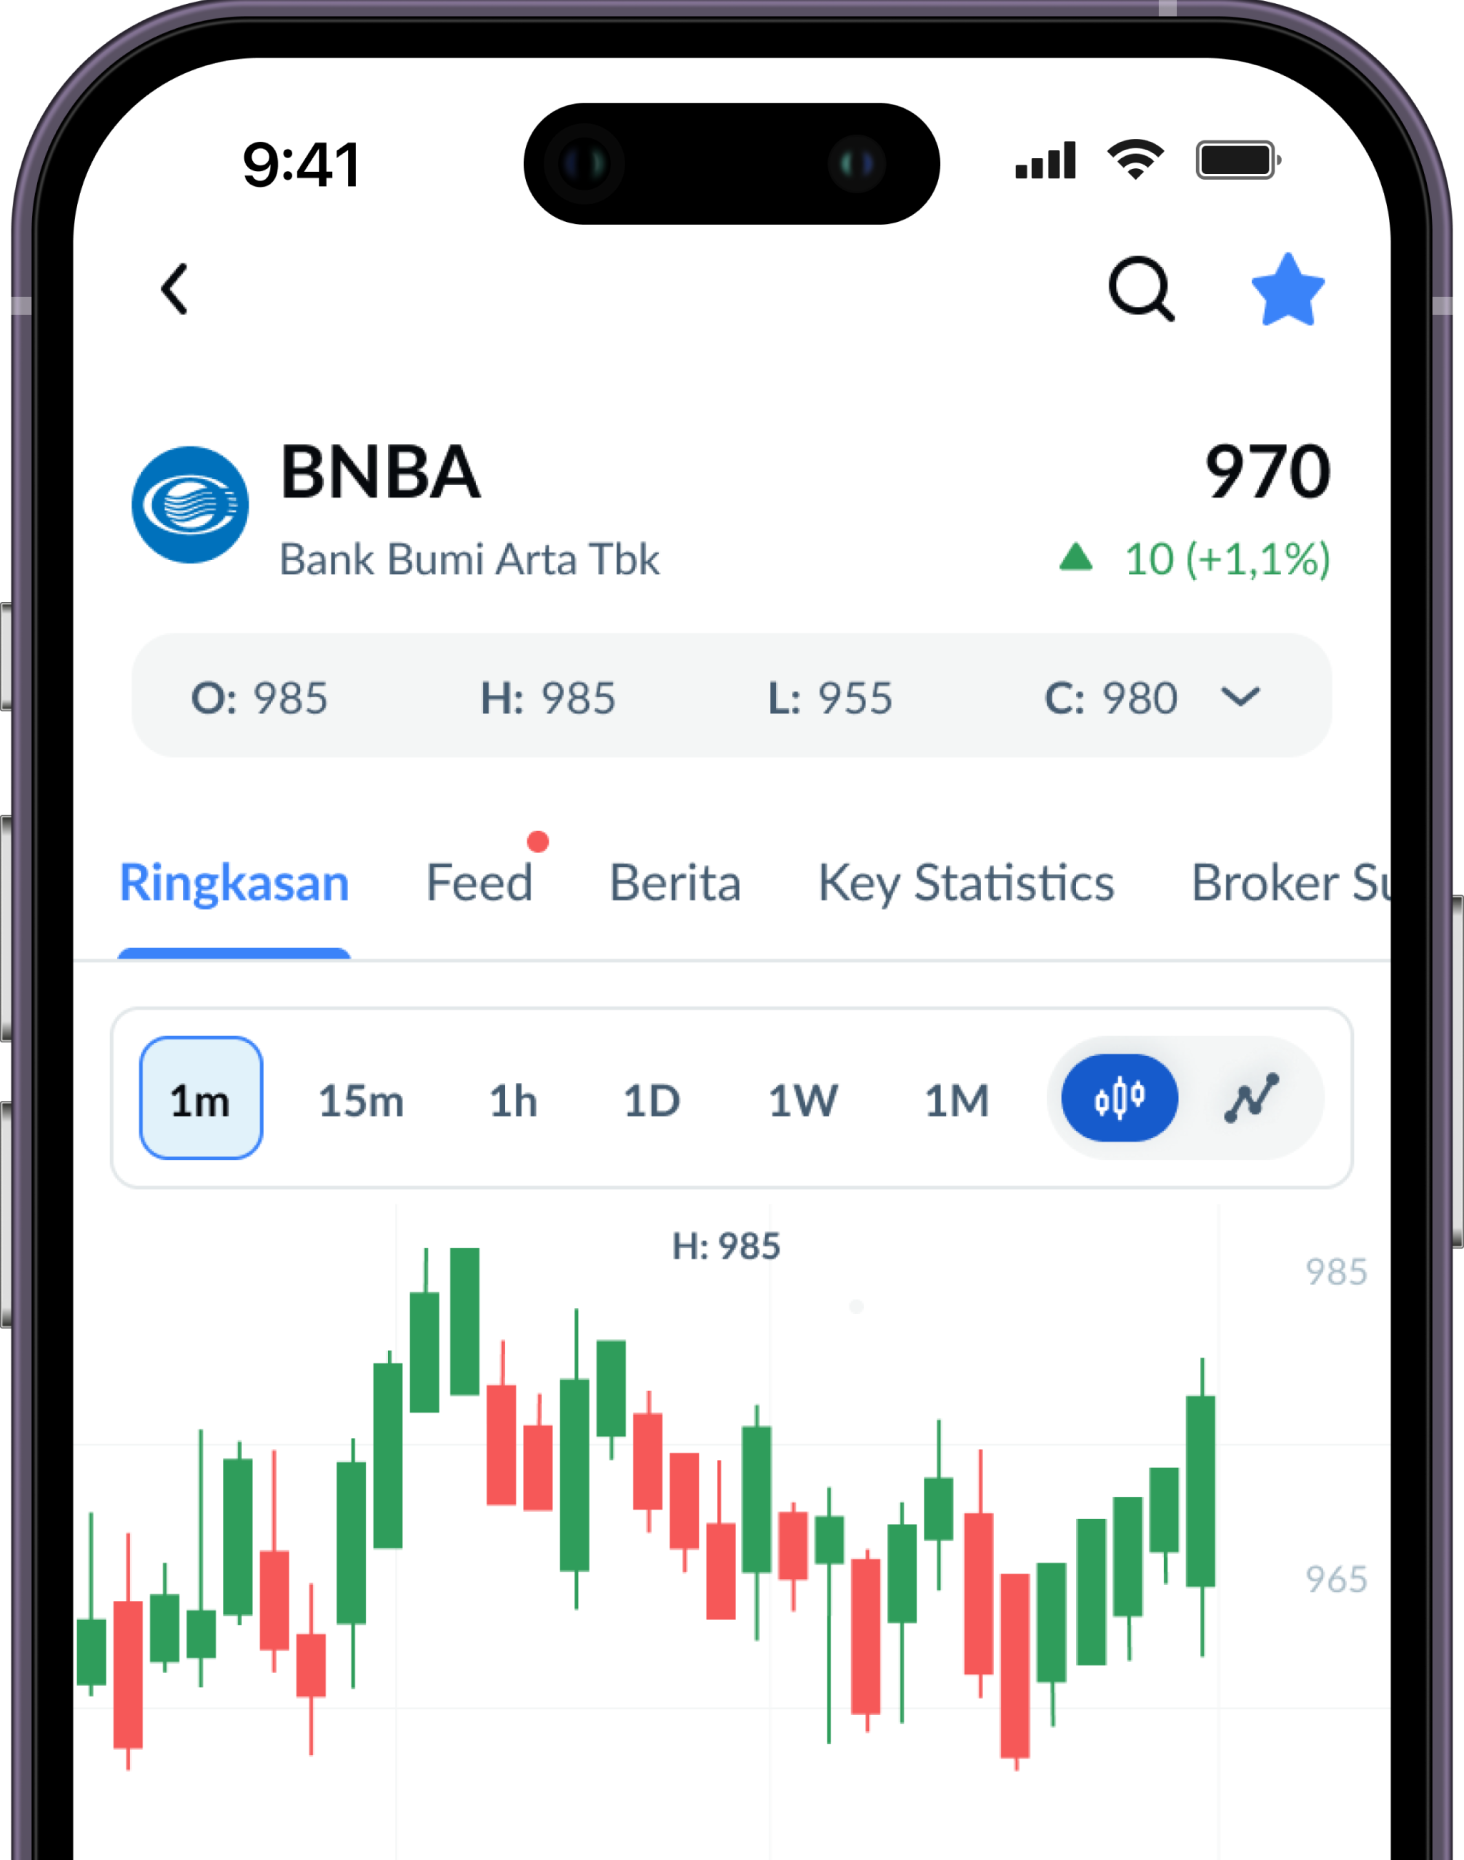 9:41
BNBA
970
Bank Bumi Arta Tbk
10 (+1,1%)
O: 985 H: 985 L: 955 C: 980
Ringkasan Feed Berita Key Statistics Broker Su
1m 15m 1h 1D 1W 1M
H: 985
985
965